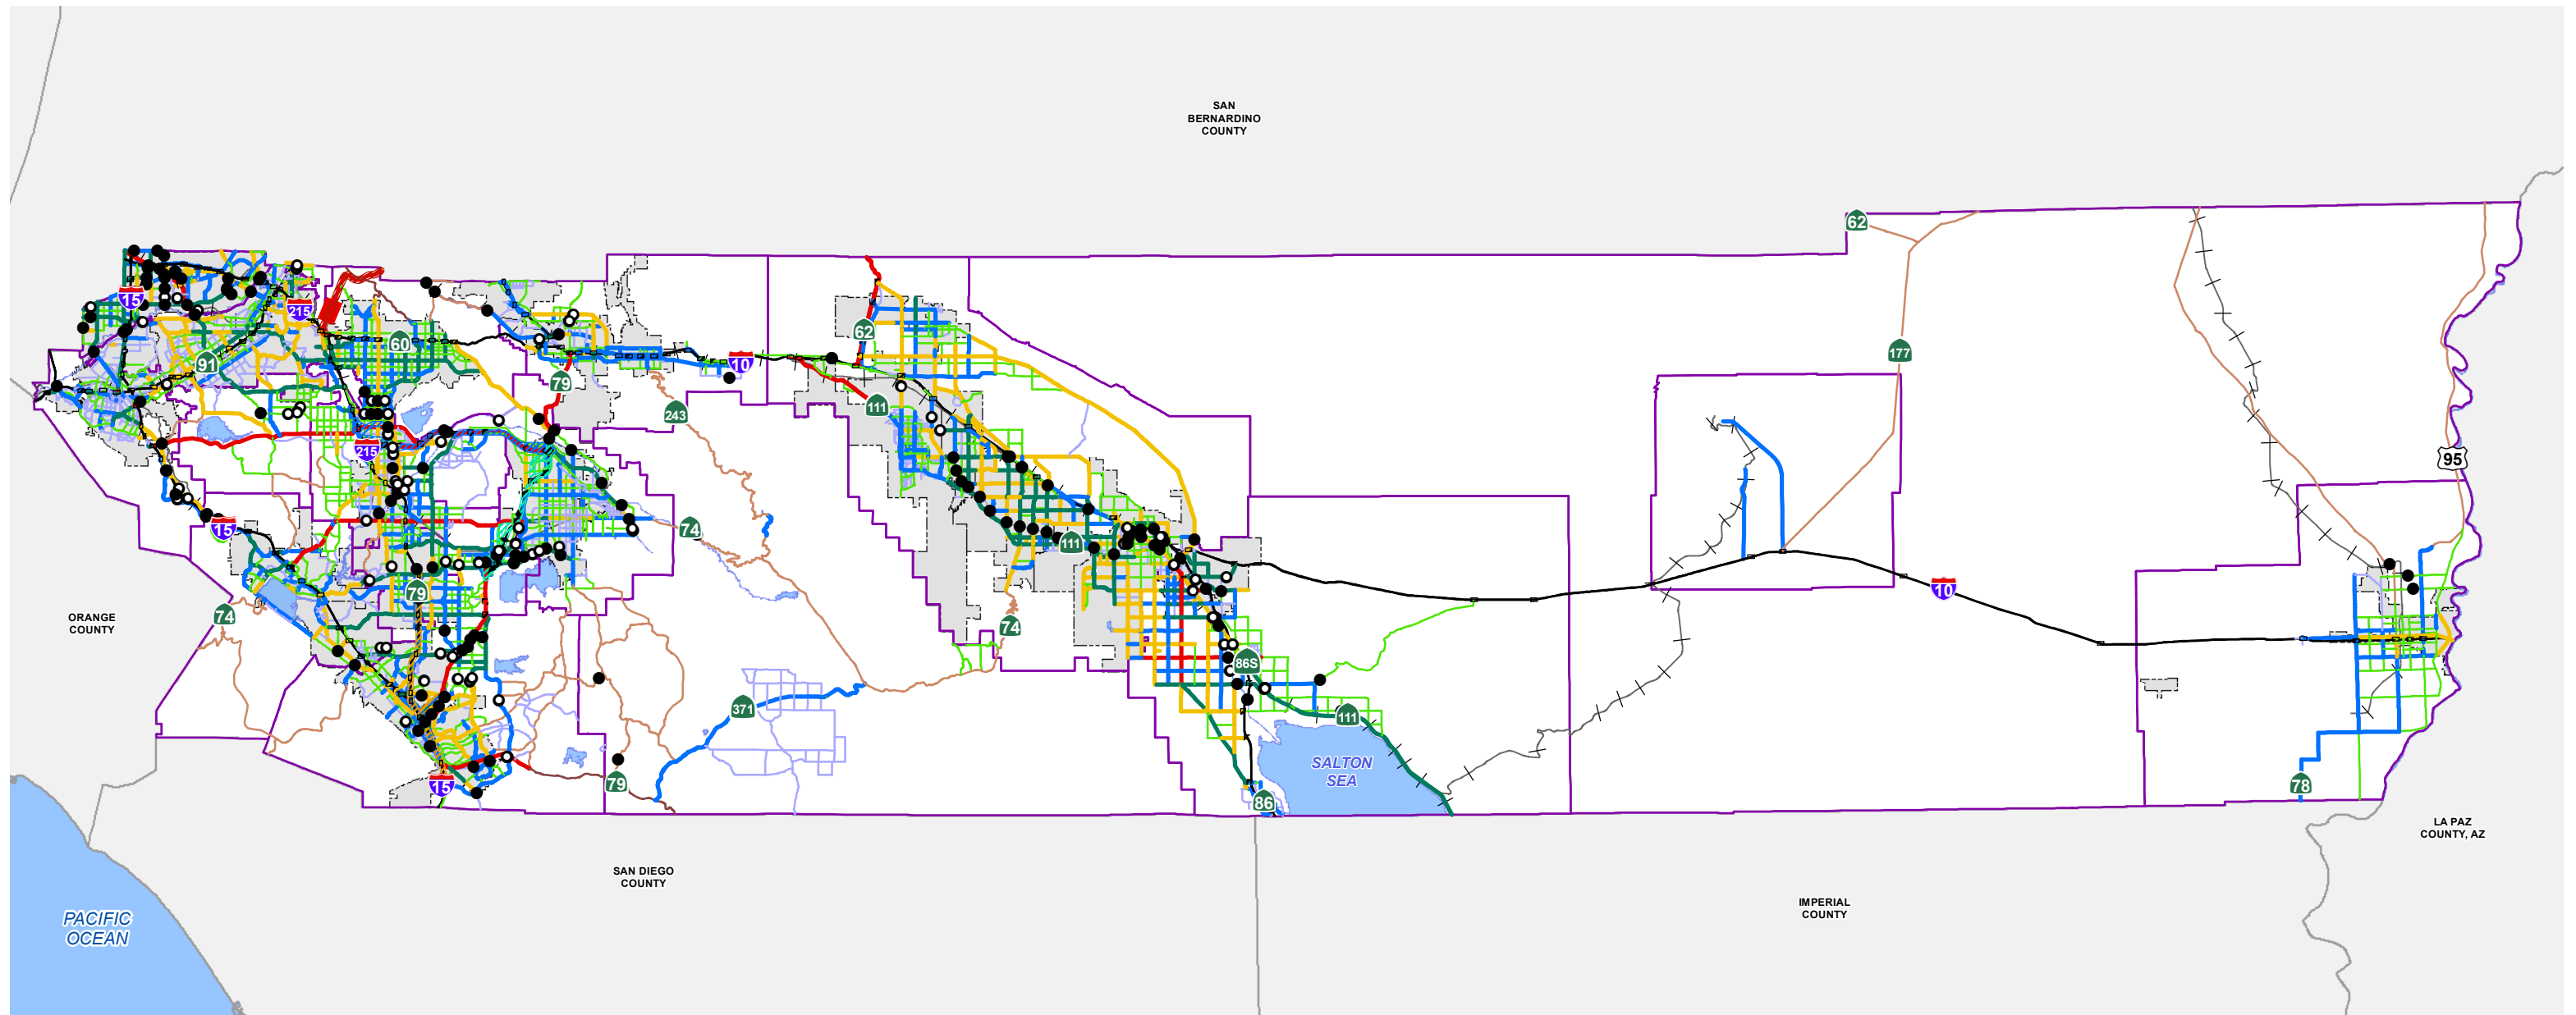 SAN
BERNARDINO
COUNTY
62
15
215
60
62
91
10
177
79
111
243
215
95
15
74
111
10
79
74
74
ORANGE
COUNTY
86S
371
111
SALTON
SEA
15
79
86
78
LA PAZ
COUNTY, AZ
SAN DIEGO
COUNTY
IMPERIAL
COUNTY
PACIFIC
OCEAN